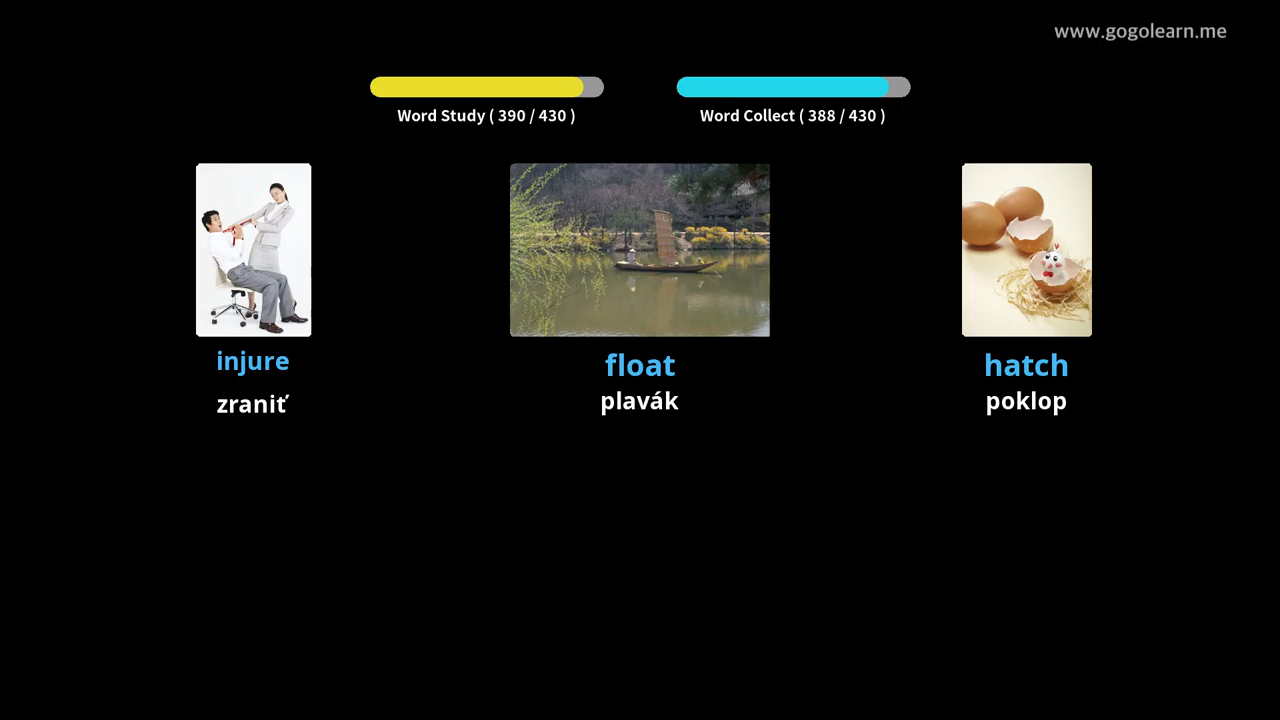 www.gogolearn.me
Word Study ( 390 / 430 )
Word Collect ( 388 / 430 )
injure
zraniť
float
plavák
hatch
poklop